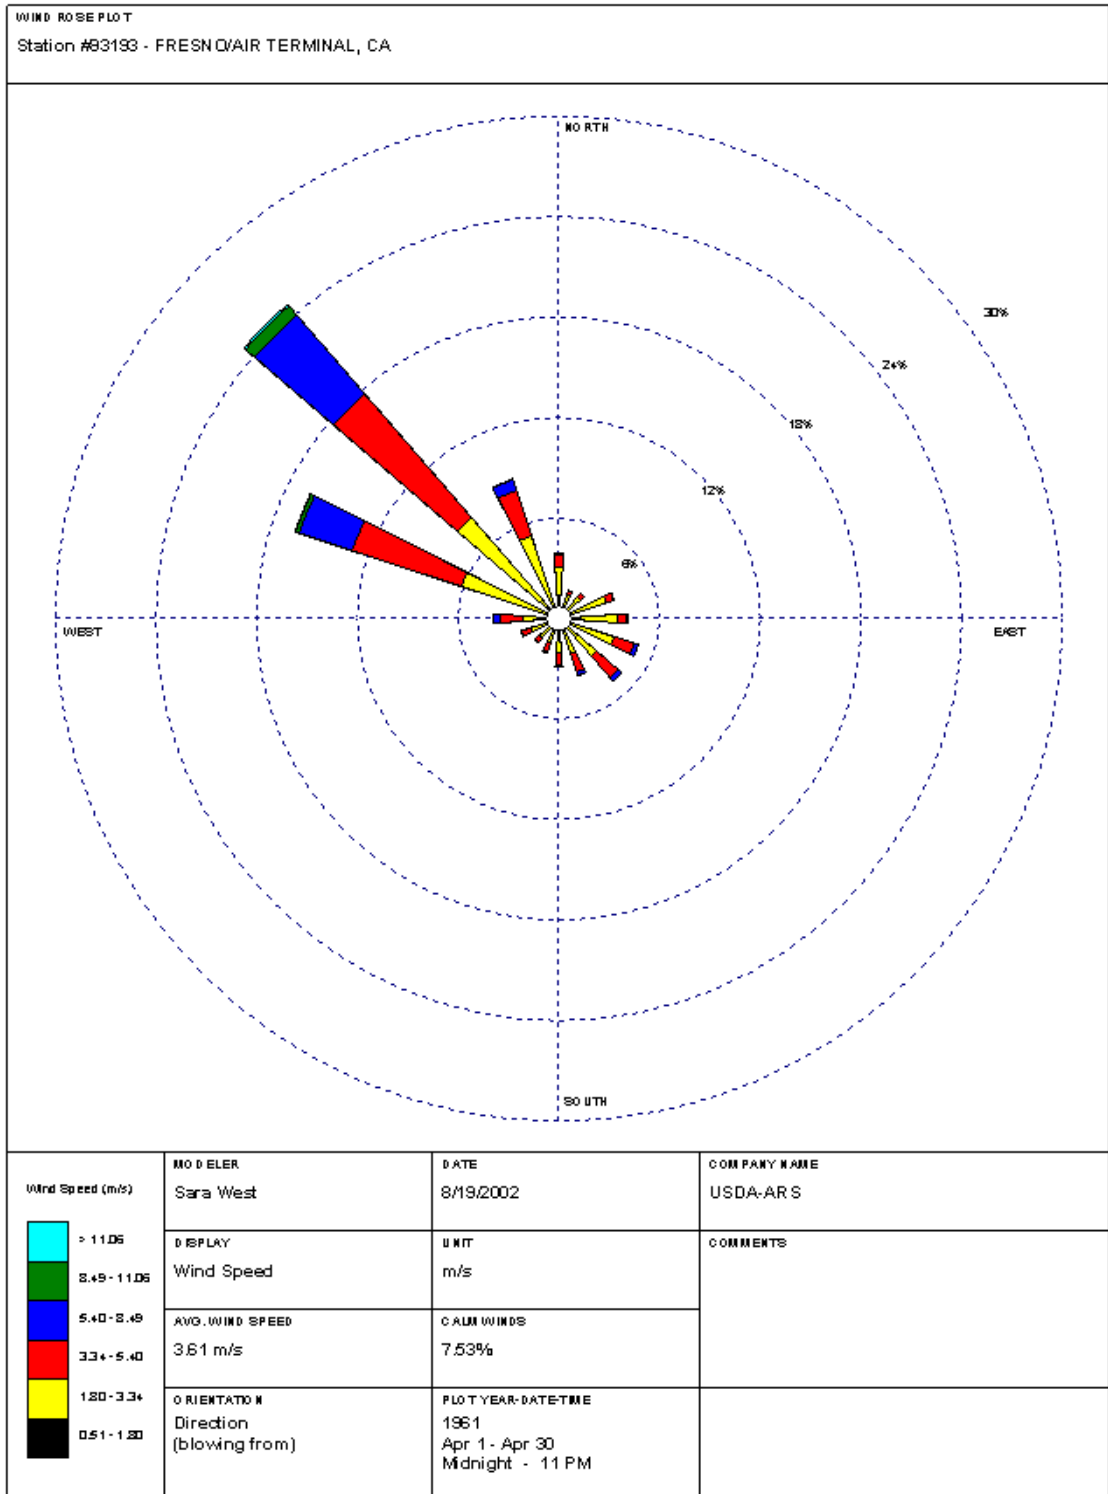 WIND ROSE PLOT
Station #93193 - FRESNO/AIR TERMINAL, CA
NORTH
30%
24%
18%
12%
6%
WEST
EAST
SOUTH
Wind Speed (m/s)
> 11.06
8.49 - 11.06
5.40 - 8.49
3.34 - 5.40
1.80 - 3.34
0.51 - 1.80
MODELER
Sara West
DATE
8/19/2002
COMPANY NAME
USDA-ARS
DISPLAY
Wind Speed
UNIT
m/s
COMMENTS
AVG. WIND SPEED
3.61 m/s
CALM WINDS
7.53%
ORIENTATION
Direction
(blowing from)
PLOT YEAR-DATE-TIME
1961
Apr 1 - Apr 30
Midnight - 11 PM